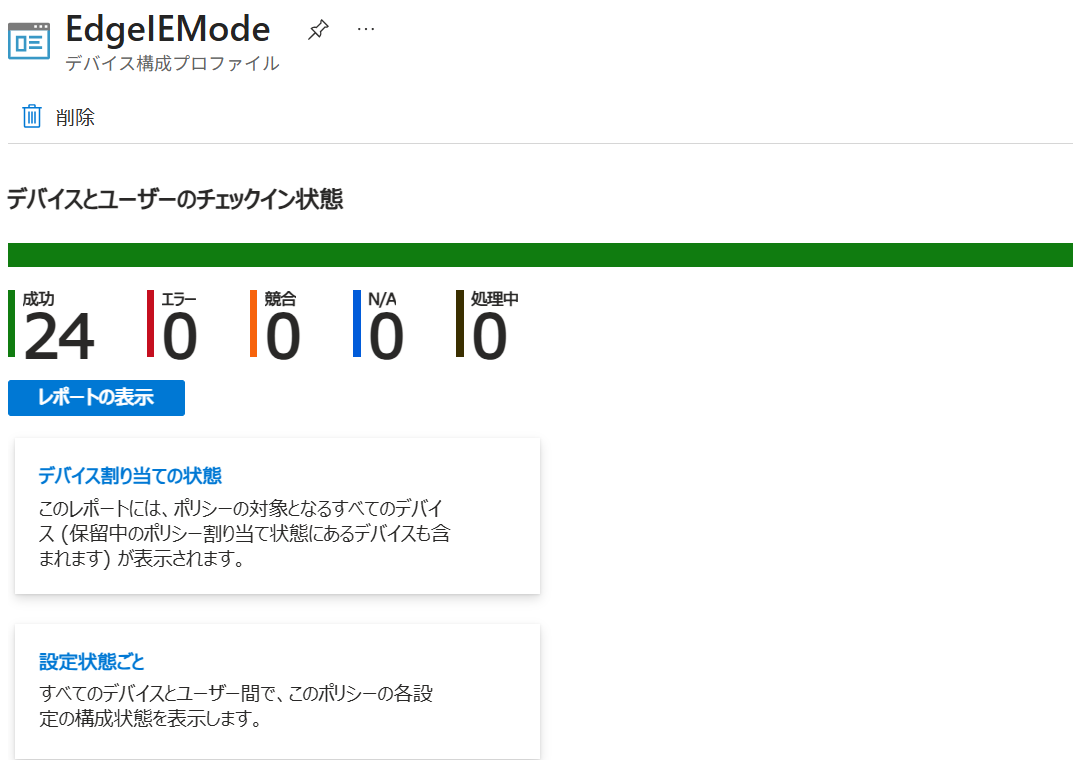 EdgeIEMode
デバイス構成プロファイル
削除
デバイスとユーザーのチェックイン状態
成功 エラー 競合 N/A 処理中
24 0 0 0 0
レポートの表示
デバイス割り当ての状態
このレポートには、ポリシーの対象となるすべてのデバイ
ス (保留中のポリシー割り当て状態にあるデバイスも含
まれます) が表示されます。
設定状態ごと
すべてのデバイスとユーザー間で、このポリシーの各設
定の構成状態を表示します。